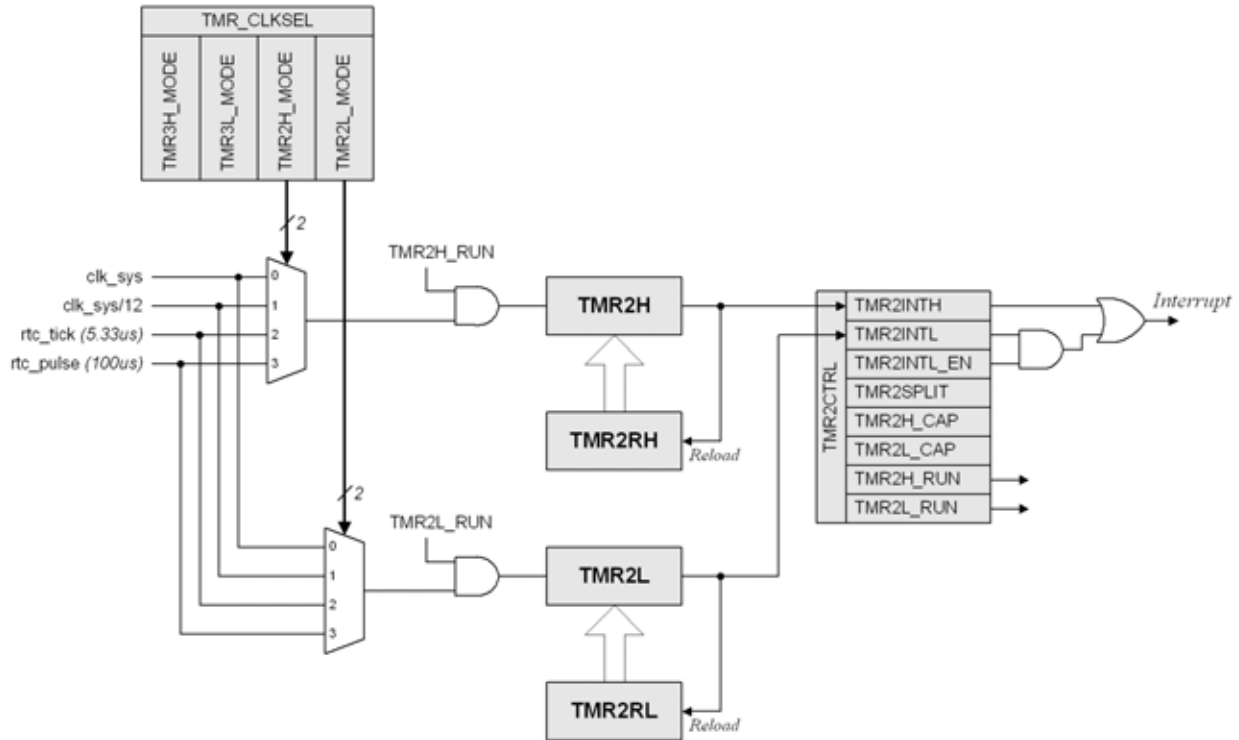 TMR_CLKSEL
TMR3H_MODE
TMR3L_MODE
TMR2H_MODE
TMR2L_MODE
2
TMR2H_RUN
clk_sys
clk_sys/12
rtc_tick (5.33us)
rtc_pulse (100us)
0
1
2
3
TMR2H
TMR2RH
Reload
TMR2CTRL
TMR2INTH
TMR2INTL
TMR2INTL_EN
TMR2SPLIT
TMR2H_CAP
TMR2L_CAP
TMR2H_RUN
TMR2L_RUN
Interrupt
2
TMR2L_RUN
0
1
2
3
TMR2L
TMR2RL
Reload